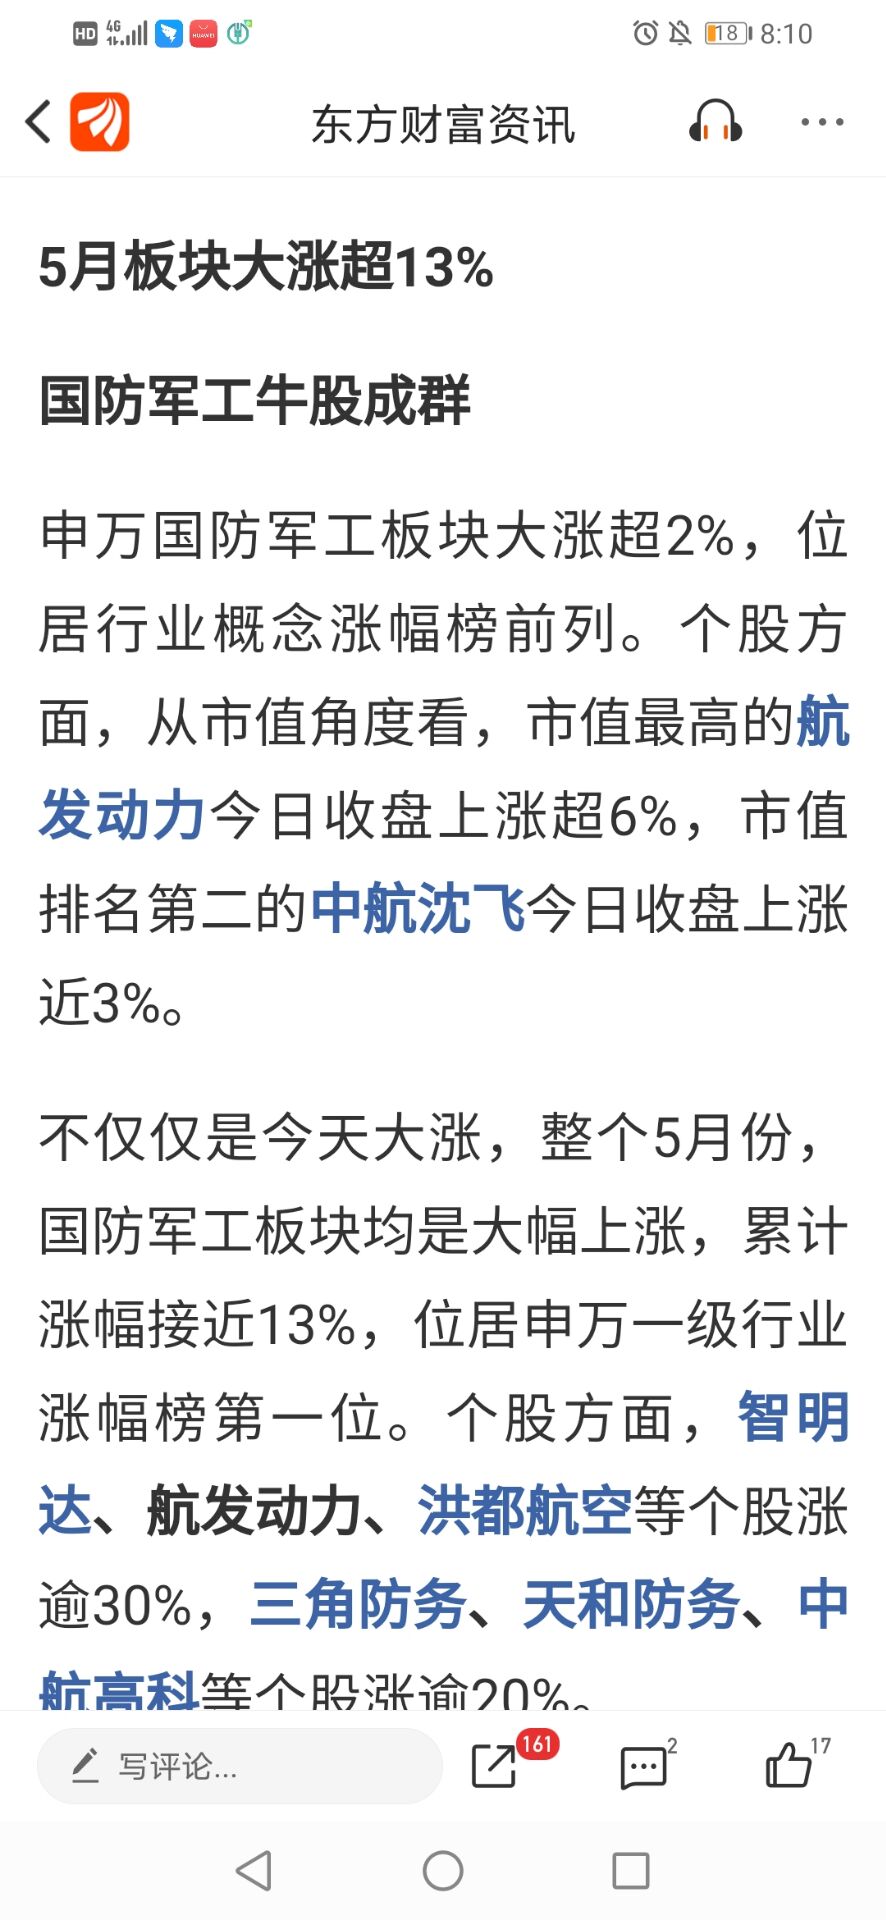 HD 4G HUAWEI 18 8:10
东方财富资讯
5月板块大涨超13%
国防军工牛股成群
申万国防军工板块大涨超2%，位
居行业概念涨幅榜前列。个股方
面，从市值角度看，市值最高的航
发动力今日收盘上涨超6%，市值
排名第二的中航沈飞今日收盘上涨
近3%。
不仅仅是今天大涨，整个5月份，
国防军工板块均是大幅上涨，累计
涨幅接近13%，位居申万一级行业
涨幅榜第一位。个股方面，智明
达、航发动力、洪都航空等个股涨
逾30%，三角防务、天和防务、中
航高科等个股涨逾20%。
写评论... 161 2 17